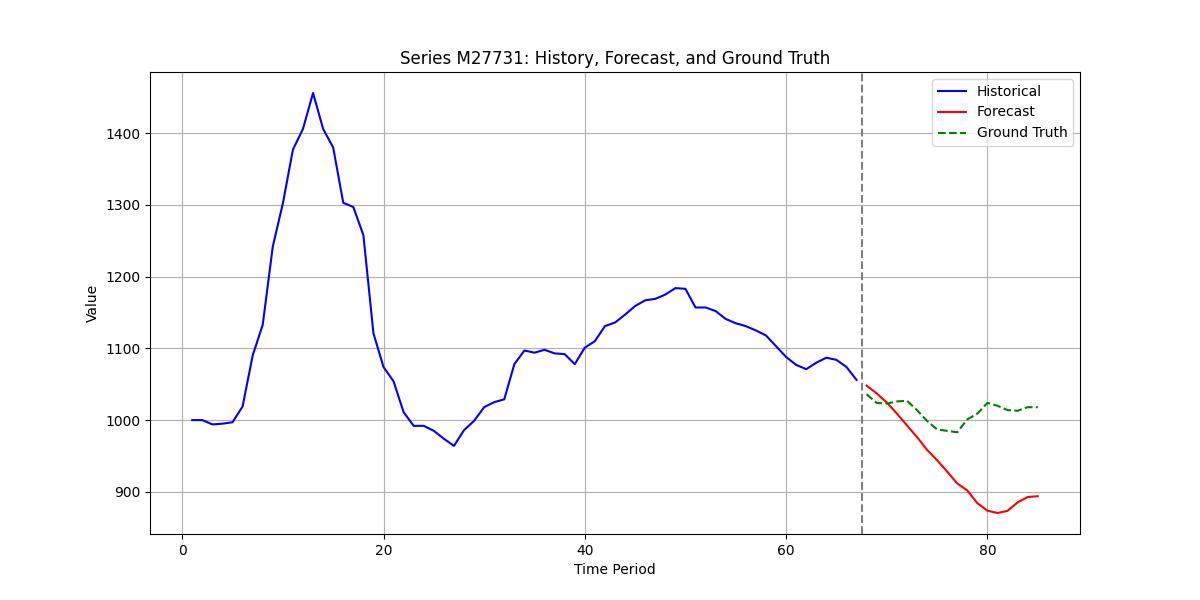 Series M27731: History, Forecast, and Ground Truth
Historical
Forecast
Ground Truth
Value
1400
1300
1200
1100
1000
900
0 20 40 60 80
Time Period